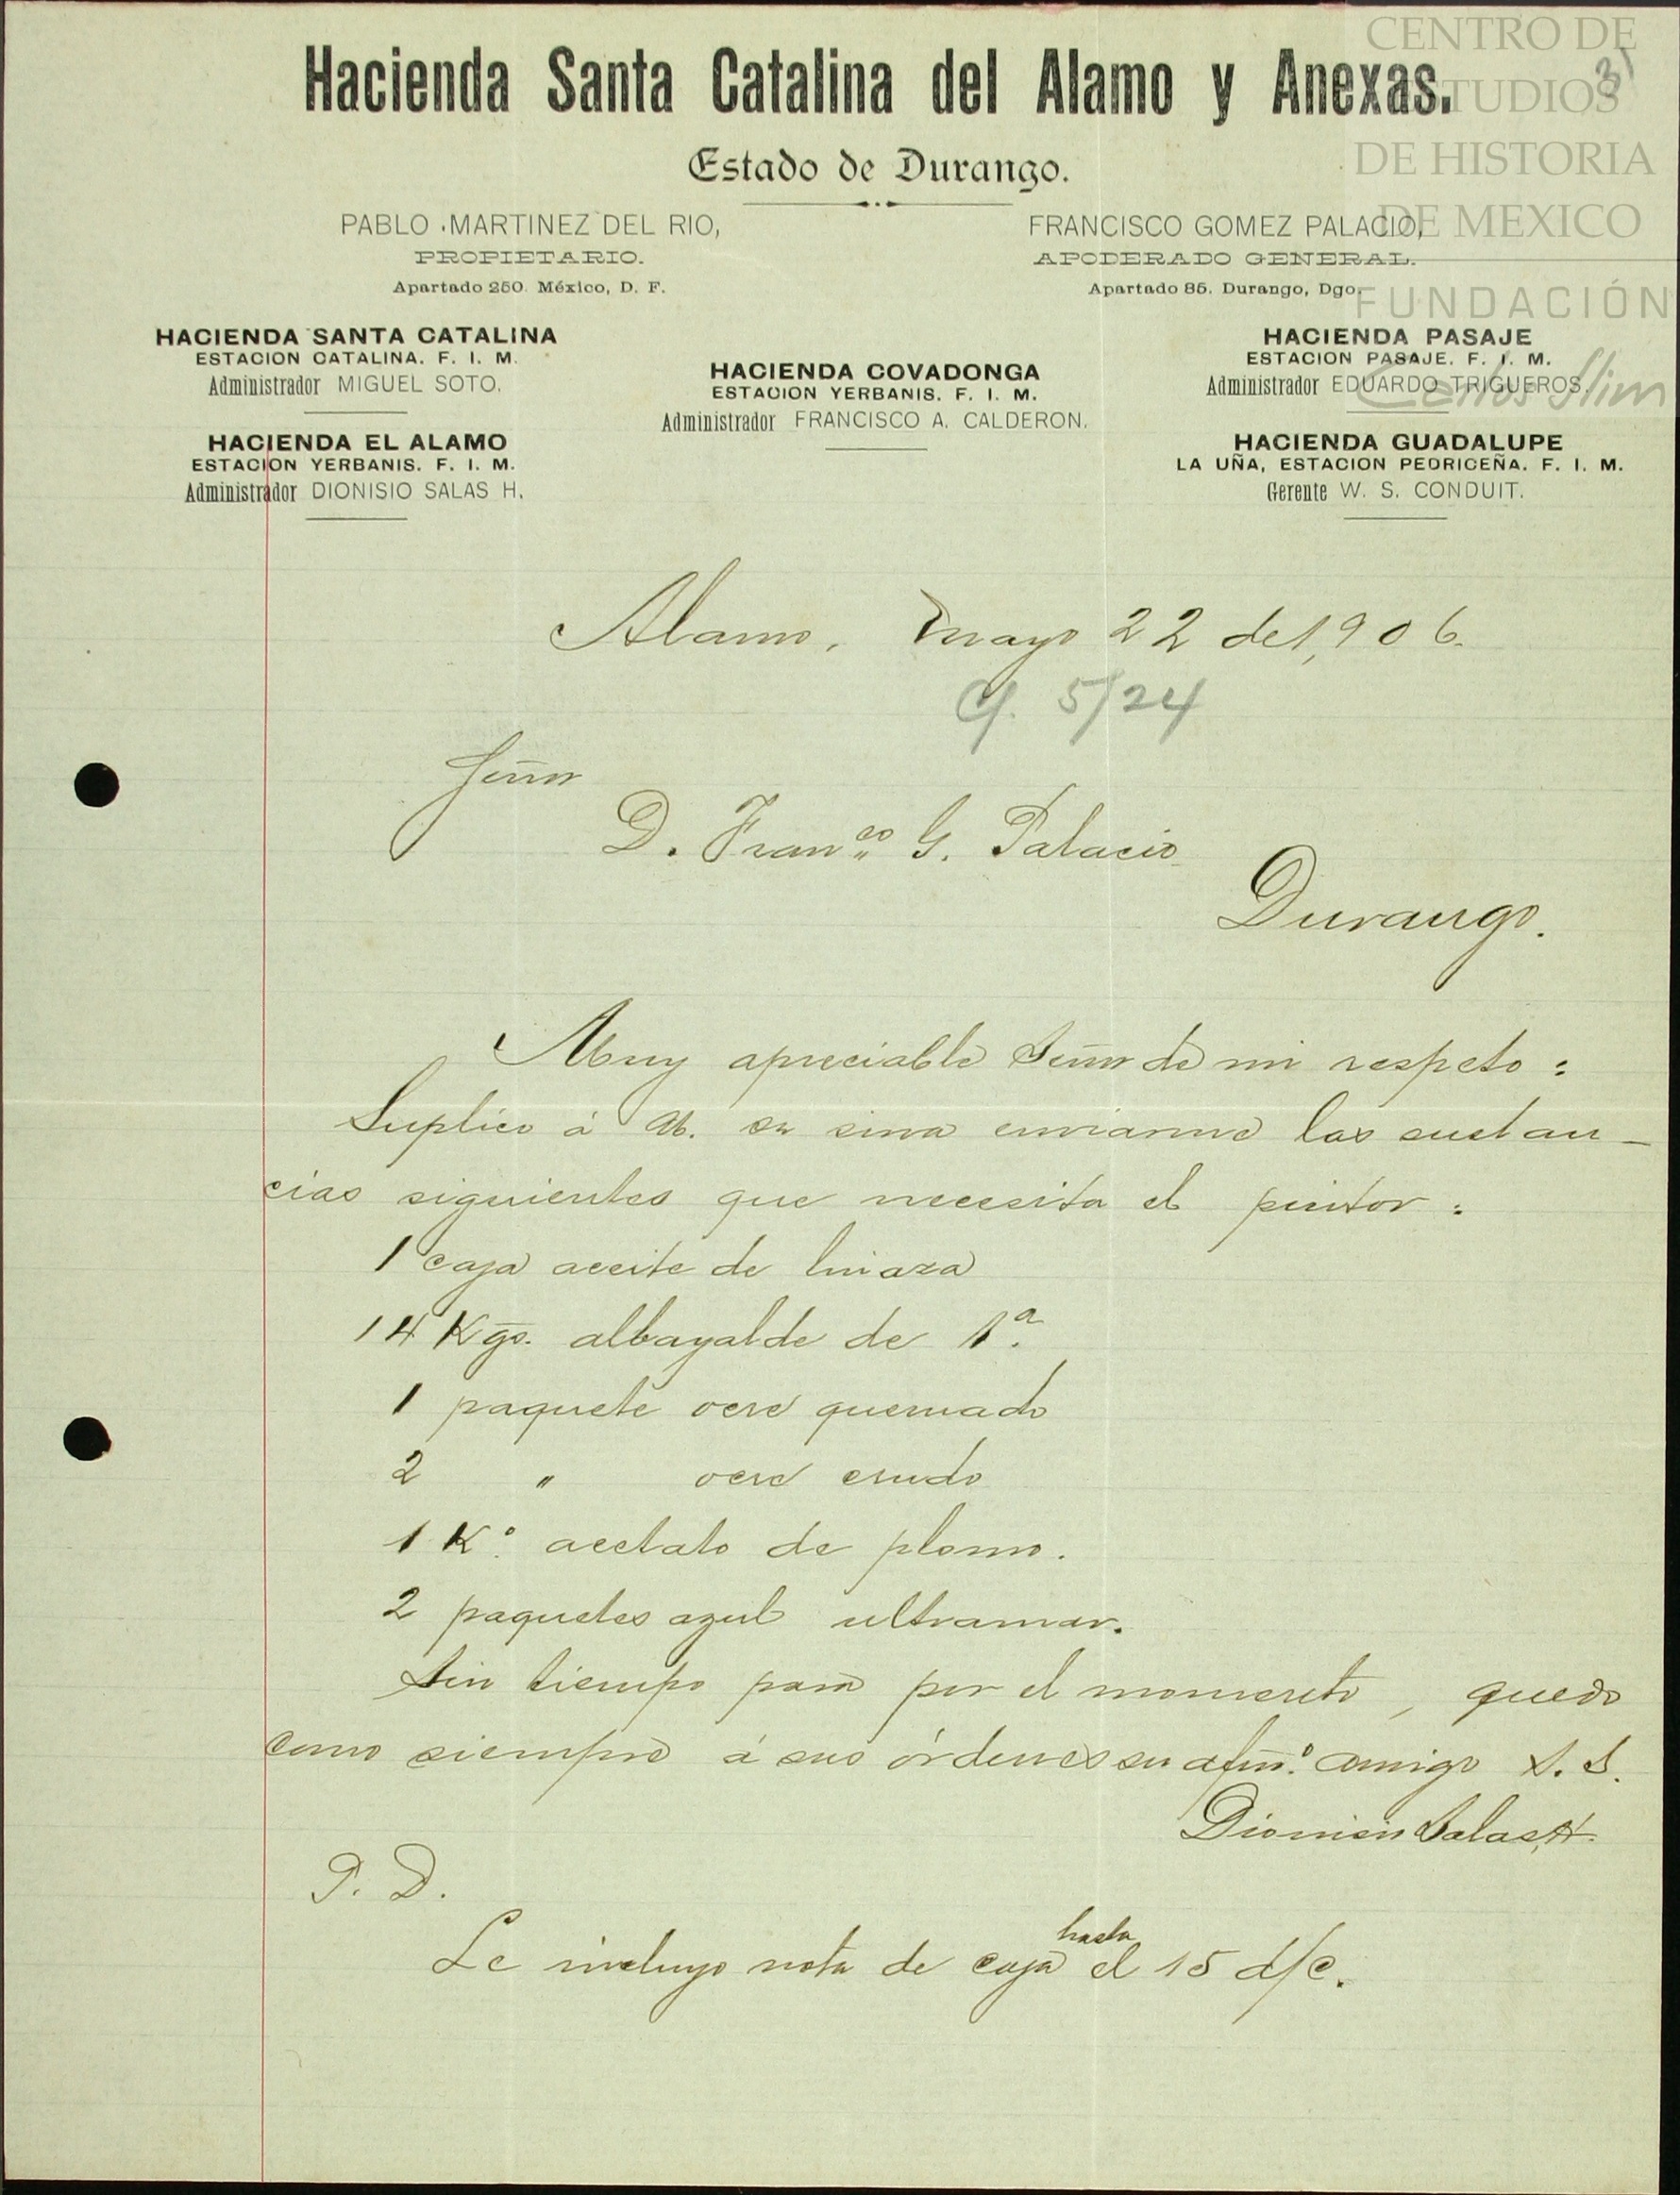 CENTRO DE
ESTUDIOS
DE HISTORIA
DE MEXICO
FUNDACIÓN
Carlos Slim
31
Hacienda Santa Catalina del Alamo y Anexas.
Estado de Durango.
PABLO MARTINEZ DEL RIO,
PROPIETARIO.
Apartado 250. México, D. F.
FRANCISCO GOMEZ PALACIO,
APODERADO GENERAL.
Apartado 85. Durango, Dgo.
HACIENDA SANTA CATALINA
ESTACION CATALINA. F. I. M.
Administrador MIGUEL SOTO.
HACIENDA EL ALAMO
ESTACION YERBANIS. F. I. M.
Administrador DIONISIO SALAS H.
HACIENDA COVADONGA
ESTACION YERBANIS. F. I. M.
Administrador FRANCISCO A. CALDERON.
HACIENDA PASAJE
ESTACION PASAJE. F. I. M.
Administrador EDUARDO TRIGUEROS.
HACIENDA GUADALUPE
LA UÑA, ESTACION PEDRICEÑA. F. I. M.
Gerente W. S. CONDUIT.
Alamo, Mayo 22 de 1,906.
5/24
Señor
D. Franco G. Palacio
Durango.
Muy apreciable Señor de mi respeto:
Suplico á U. se sirva enviarme las sustan-
cias siguientes que necesita el pintor:
1 caja aceite de linaza
14 Kgs. albayalde de 1a.
1 paquete ocre quemado
2 " ocre crudo
1 Ko. acetato de plomo.
2 paquetes azul ultramar.
Sin tiempo para por el momento, quedo
como siempre á sus órdenes su afmo. amigo S. S.
Dionisio Salas H.
P. D.
Le incluyo nota de caja hasta el 15 d/c.